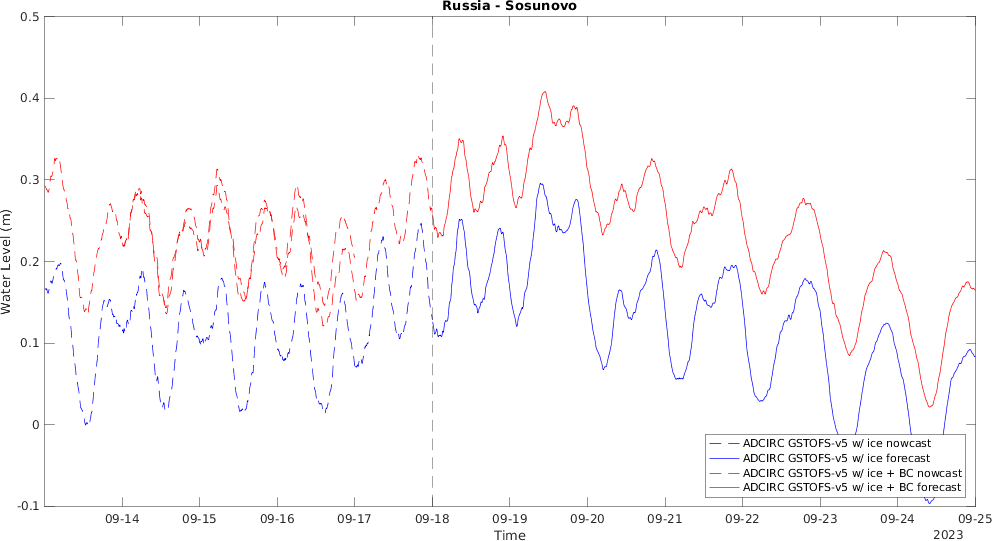 Russia - Sosunovo
0.5
0.4
0.3
0.2
0.1
0
-0.1
Water Level (m)
09-14 09-15 09-16 09-17 09-18 09-19 09-20 09-21 09-22 09-23 09-24 09-25
Time
2023
ADCIRC GSTOFS-v5 w/ ice nowcast
ADCIRC GSTOFS-v5 w/ ice forecast
ADCIRC GSTOFS-v5 w/ ice + BC nowcast
ADCIRC GSTOFS-v5 w/ ice + BC forecast